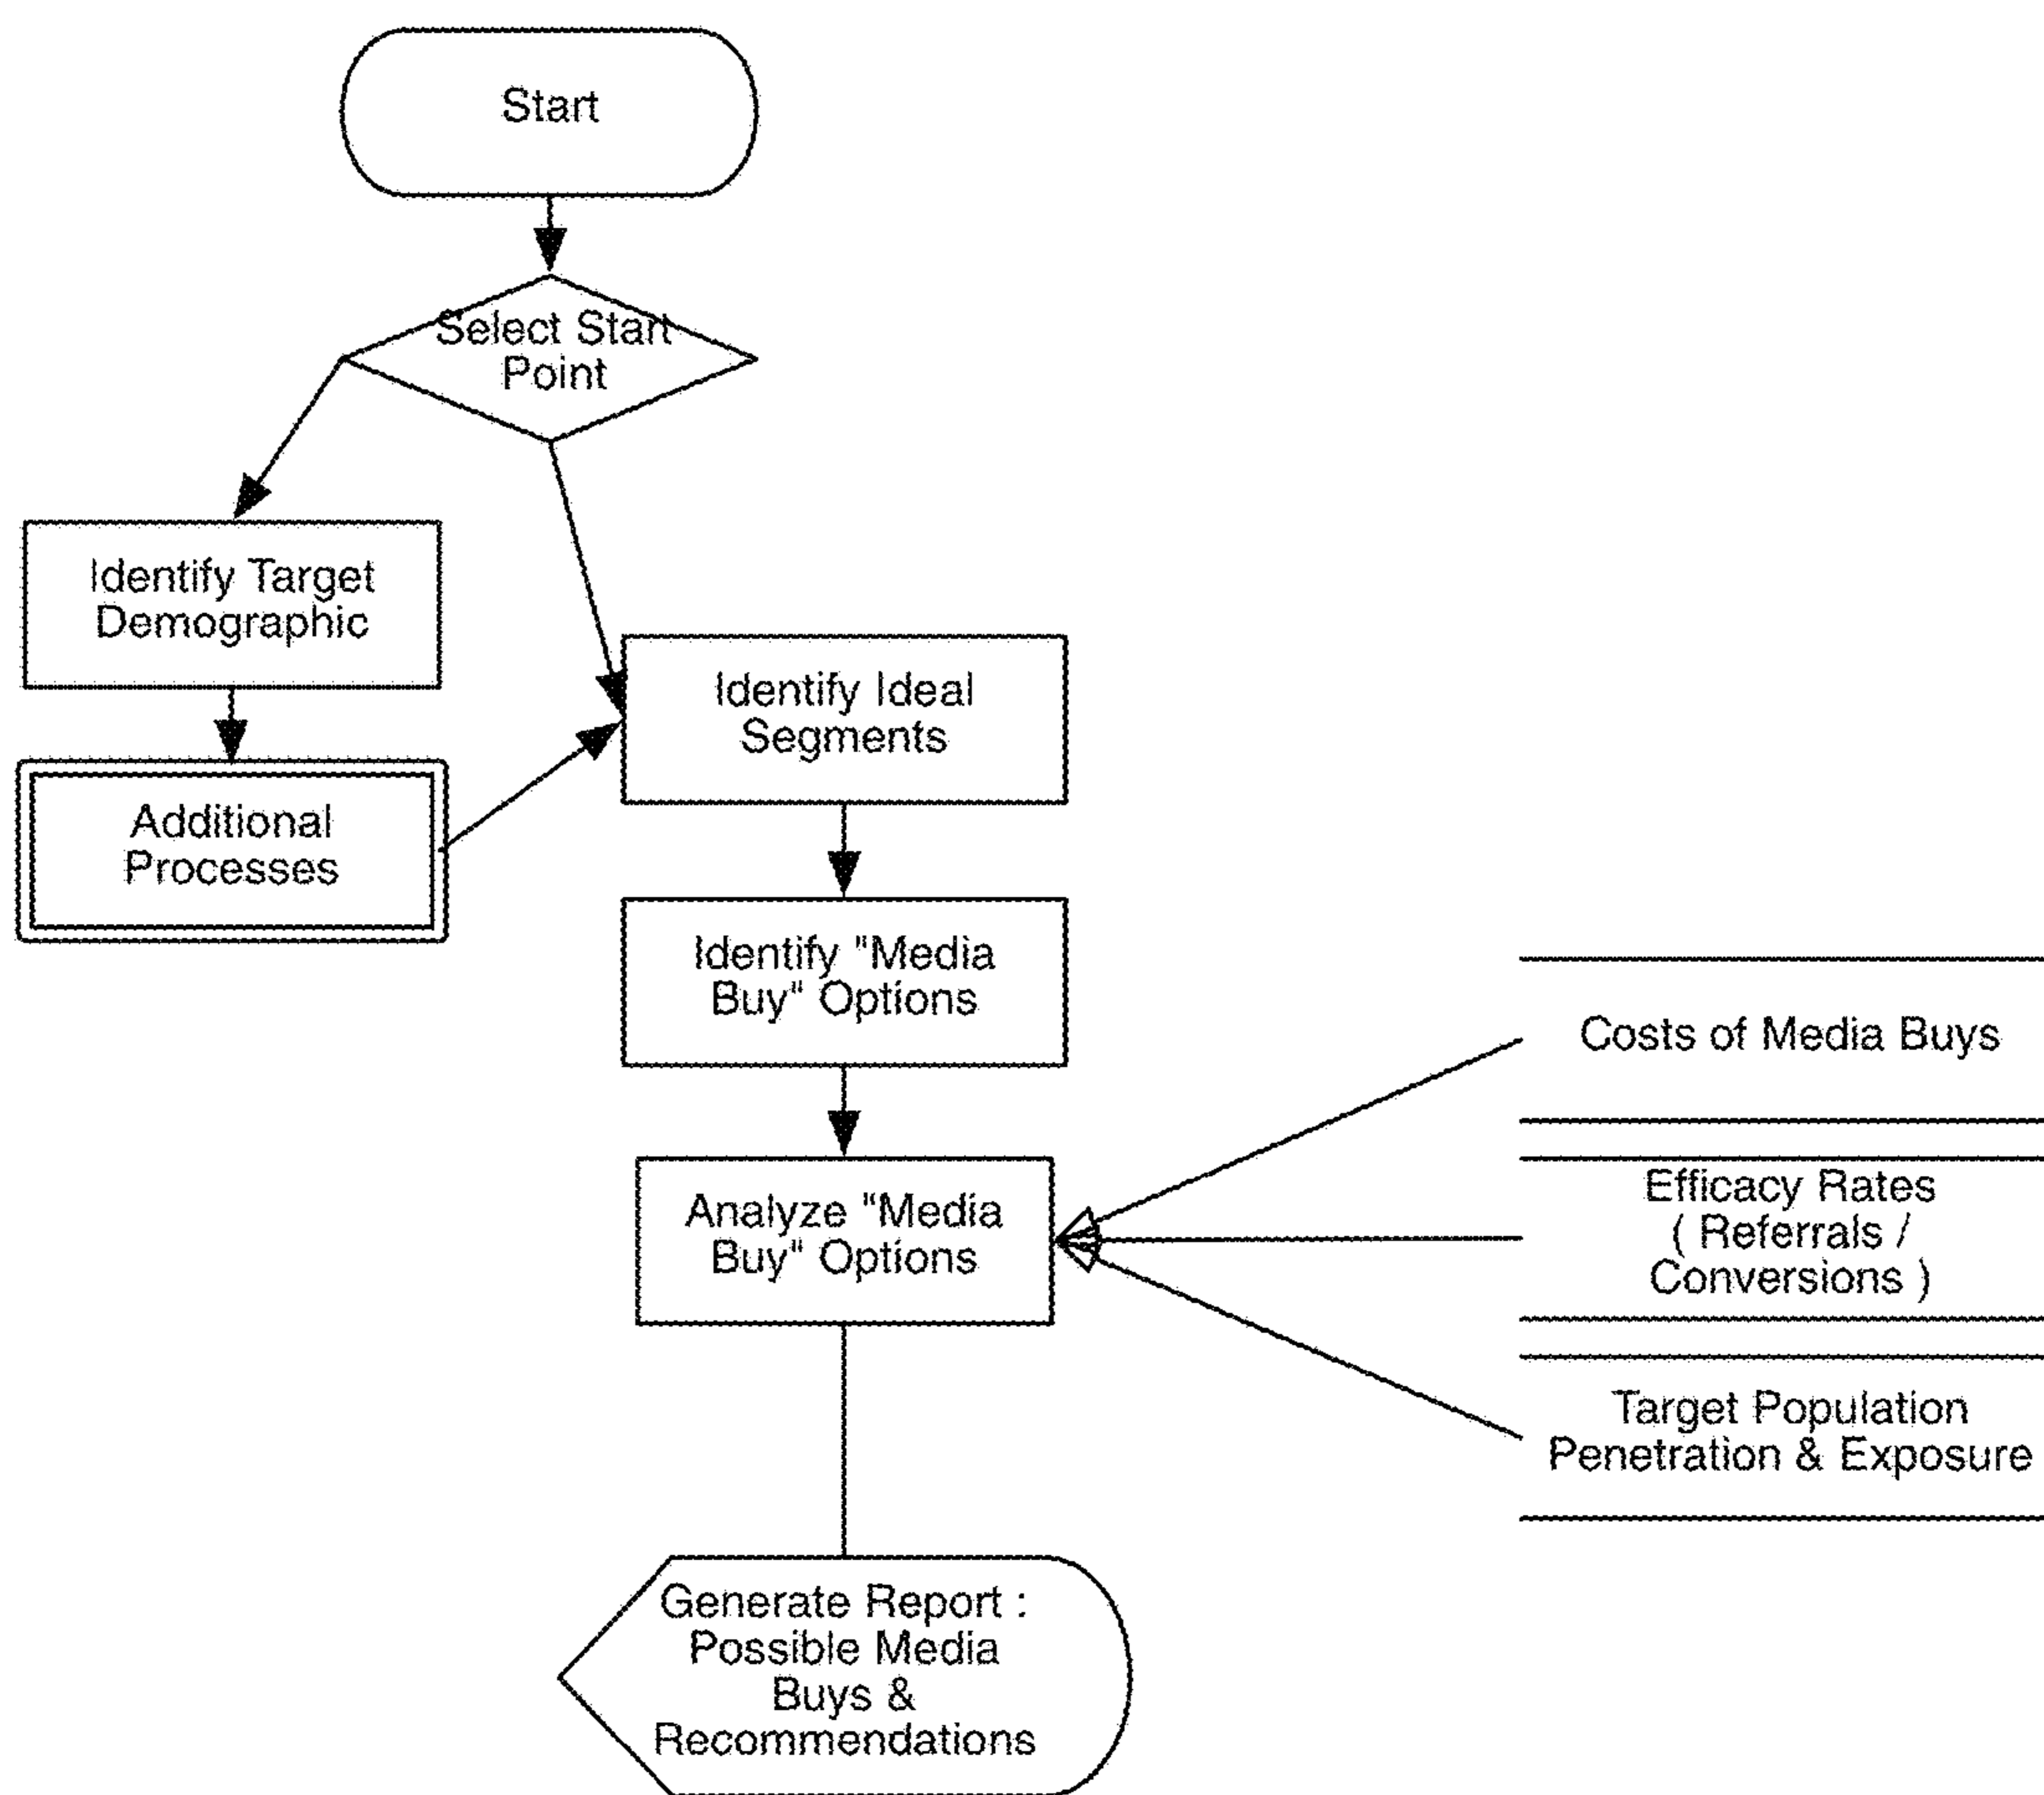 Start
Select Start
Point
Identify Target
Demographic
Identify Ideal
Segments
Additional
Processes
Identify "Media
Buy" Options
Costs of Media Buys
Analyze "Media
Buy" Options
Efficacy Rates
( Referrals /
Conversions )
Target Population
Penetration & Exposure
Generate Report :
Possible Media
Buys &
Recommendations